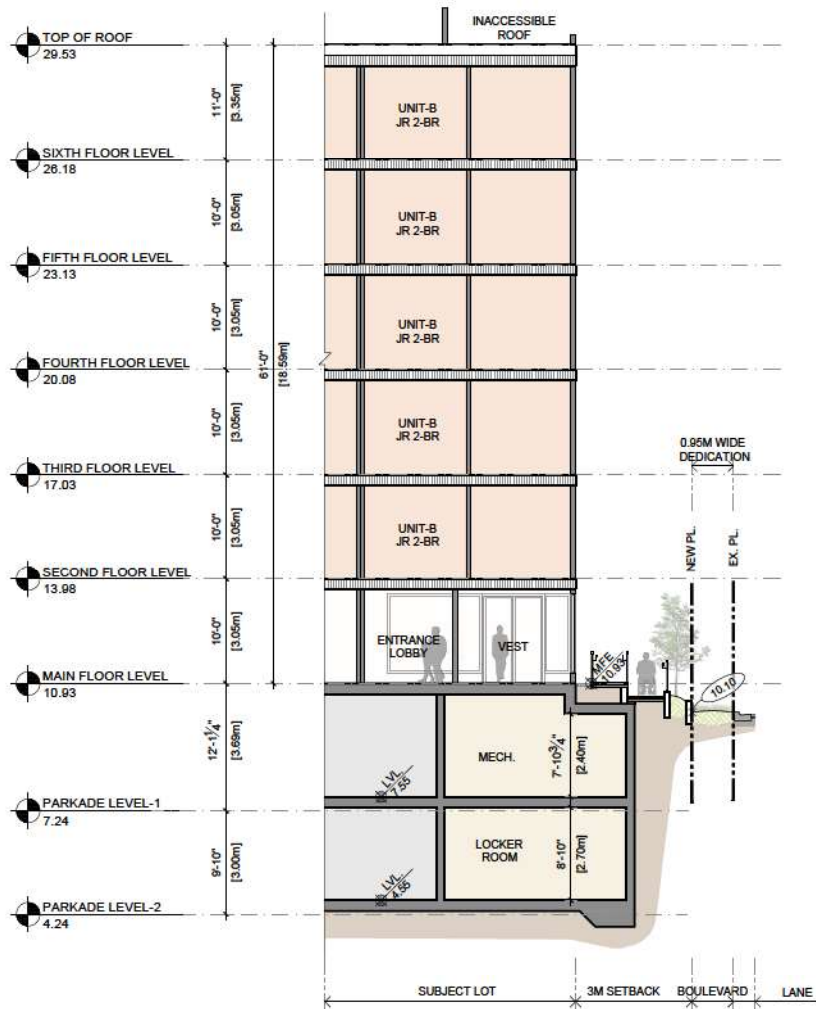 INACCESSIBLE
ROOF
TOP OF ROOF
29.53
11'-0"
[3.35m]
UNIT-B
JR 2-BR
SIXTH FLOOR LEVEL
26.18
10'-0"
[3.05m]
UNIT-B
JR 2-BR
FIFTH FLOOR LEVEL
23.13
10'-0"
[3.05m]
UNIT-B
JR 2-BR
61'-0"
[18.59m]
FOURTH FLOOR LEVEL
20.08
10'-0"
[3.05m]
UNIT-B
JR 2-BR
0.95M WIDE
DEDICATION
THIRD FLOOR LEVEL
17.03
10'-0"
[3.05m]
UNIT-B
JR 2-BR
NEW PL.
EX. PL.
SECOND FLOOR LEVEL
13.98
10'-0"
[3.05m]
ENTRANCE
LOBBY
VEST
MFE
10.93
10.10
MAIN FLOOR LEVEL
10.93
12'-1¼"
[3.69m]
MECH.
7'-10¾"
[2.40m]
LVL.
7.55
PARKADE LEVEL-1
7.24
9'-10"
[3.00m]
LOCKER
ROOM
8'-10"
[2.70m]
LVL.
4.55
PARKADE LEVEL-2
4.24
SUBJECT LOT
3M SETBACK
BOULEVARD
LANE